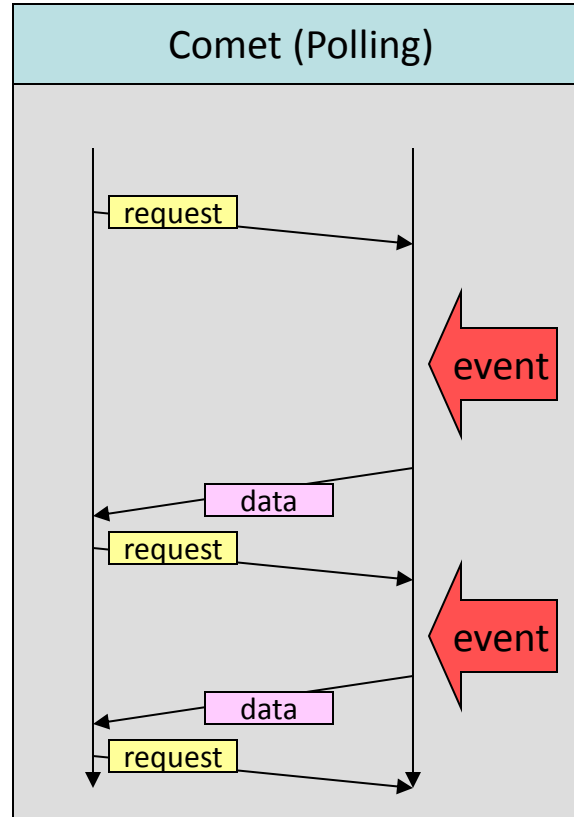 Comet (Polling)
request
event
data
request
event
data
request